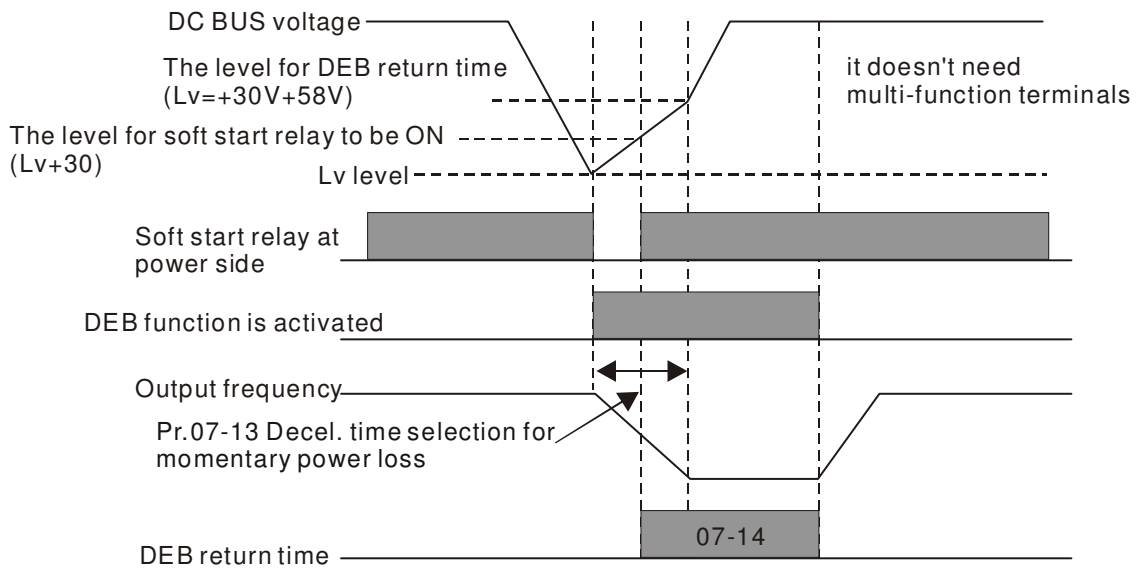 DC BUS voltage
The level for DEB return time
(Lv=+30V+58V)
it doesn't need
multi-function terminals
The level for soft start relay to be ON
(Lv+30)
Lv level
Soft start relay at
power side
DEB function is activated
Output frequency
Pr.07-13 Decel. time selection for
momentary power loss
07-14
DEB return time